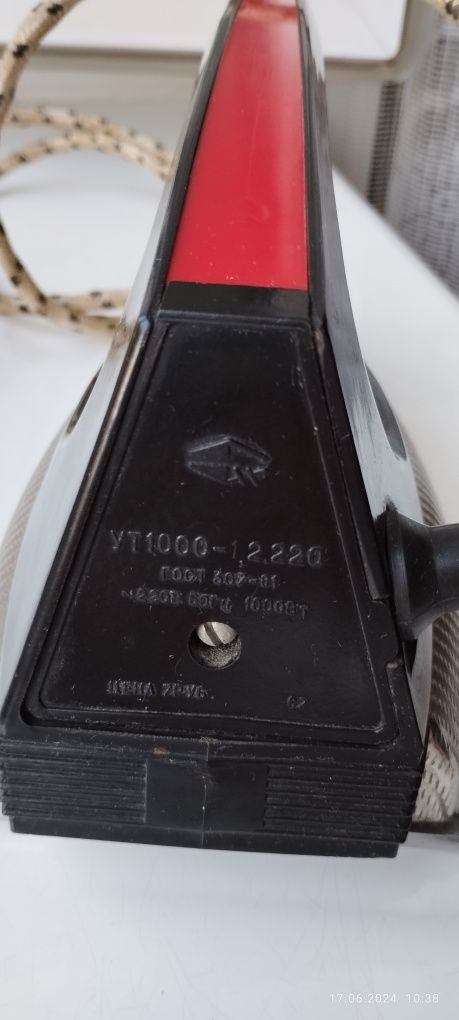 УТ1000-1,2.220
ГОСТ 307-81
~220В 50Гц 1000Вт
ЦЕНА
17.06.2024 10:38